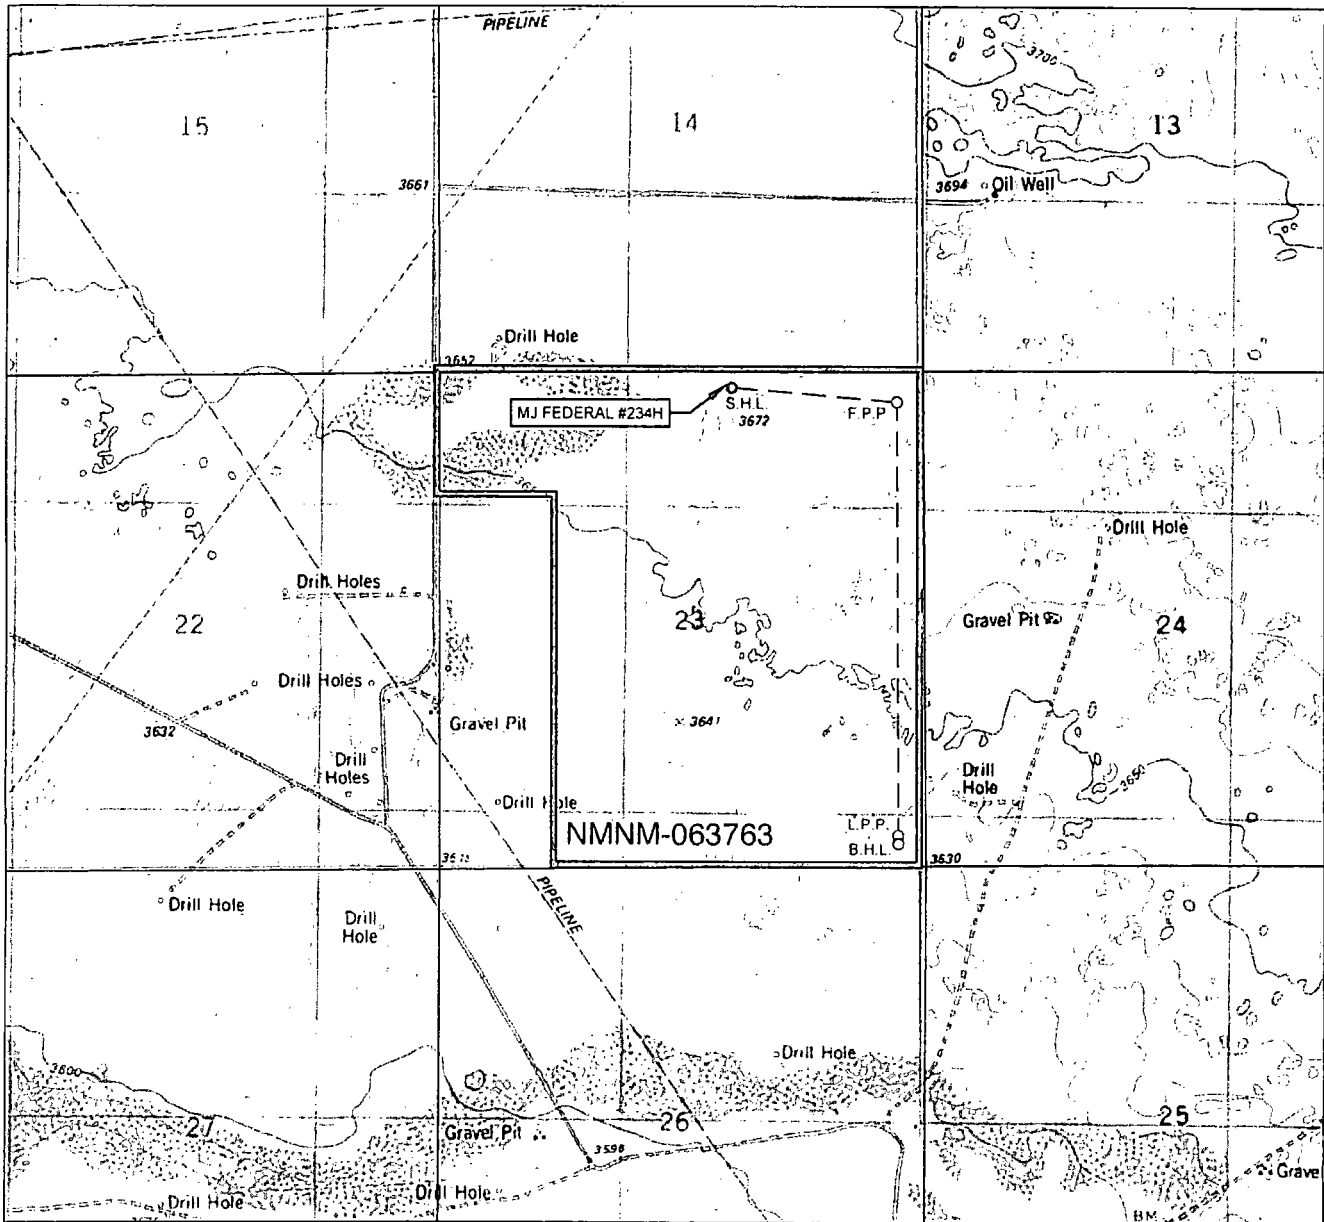 PIPELINE
15
14
13
3700
3661
3694
Oil Well
Drill Hole
3652
MJ FEDERAL #234H
S.H.L.
3672
F.P.P
Drill Hole
Drill Holes
22
23
Gravel Pit
24
Drill Holes
3632
Gravel Pit
3641
Drill
Holes
Drill
Hole
3650
Drill Hole
NMNM-063763
L.P.P.
B.H.L.
3630
PIPELINE
Drill Hole
Drill
Hole
Drill Hole
3600
27
26
25
Gravel Pit
3596
Drill Hole
Drill Hole
Grave
BM